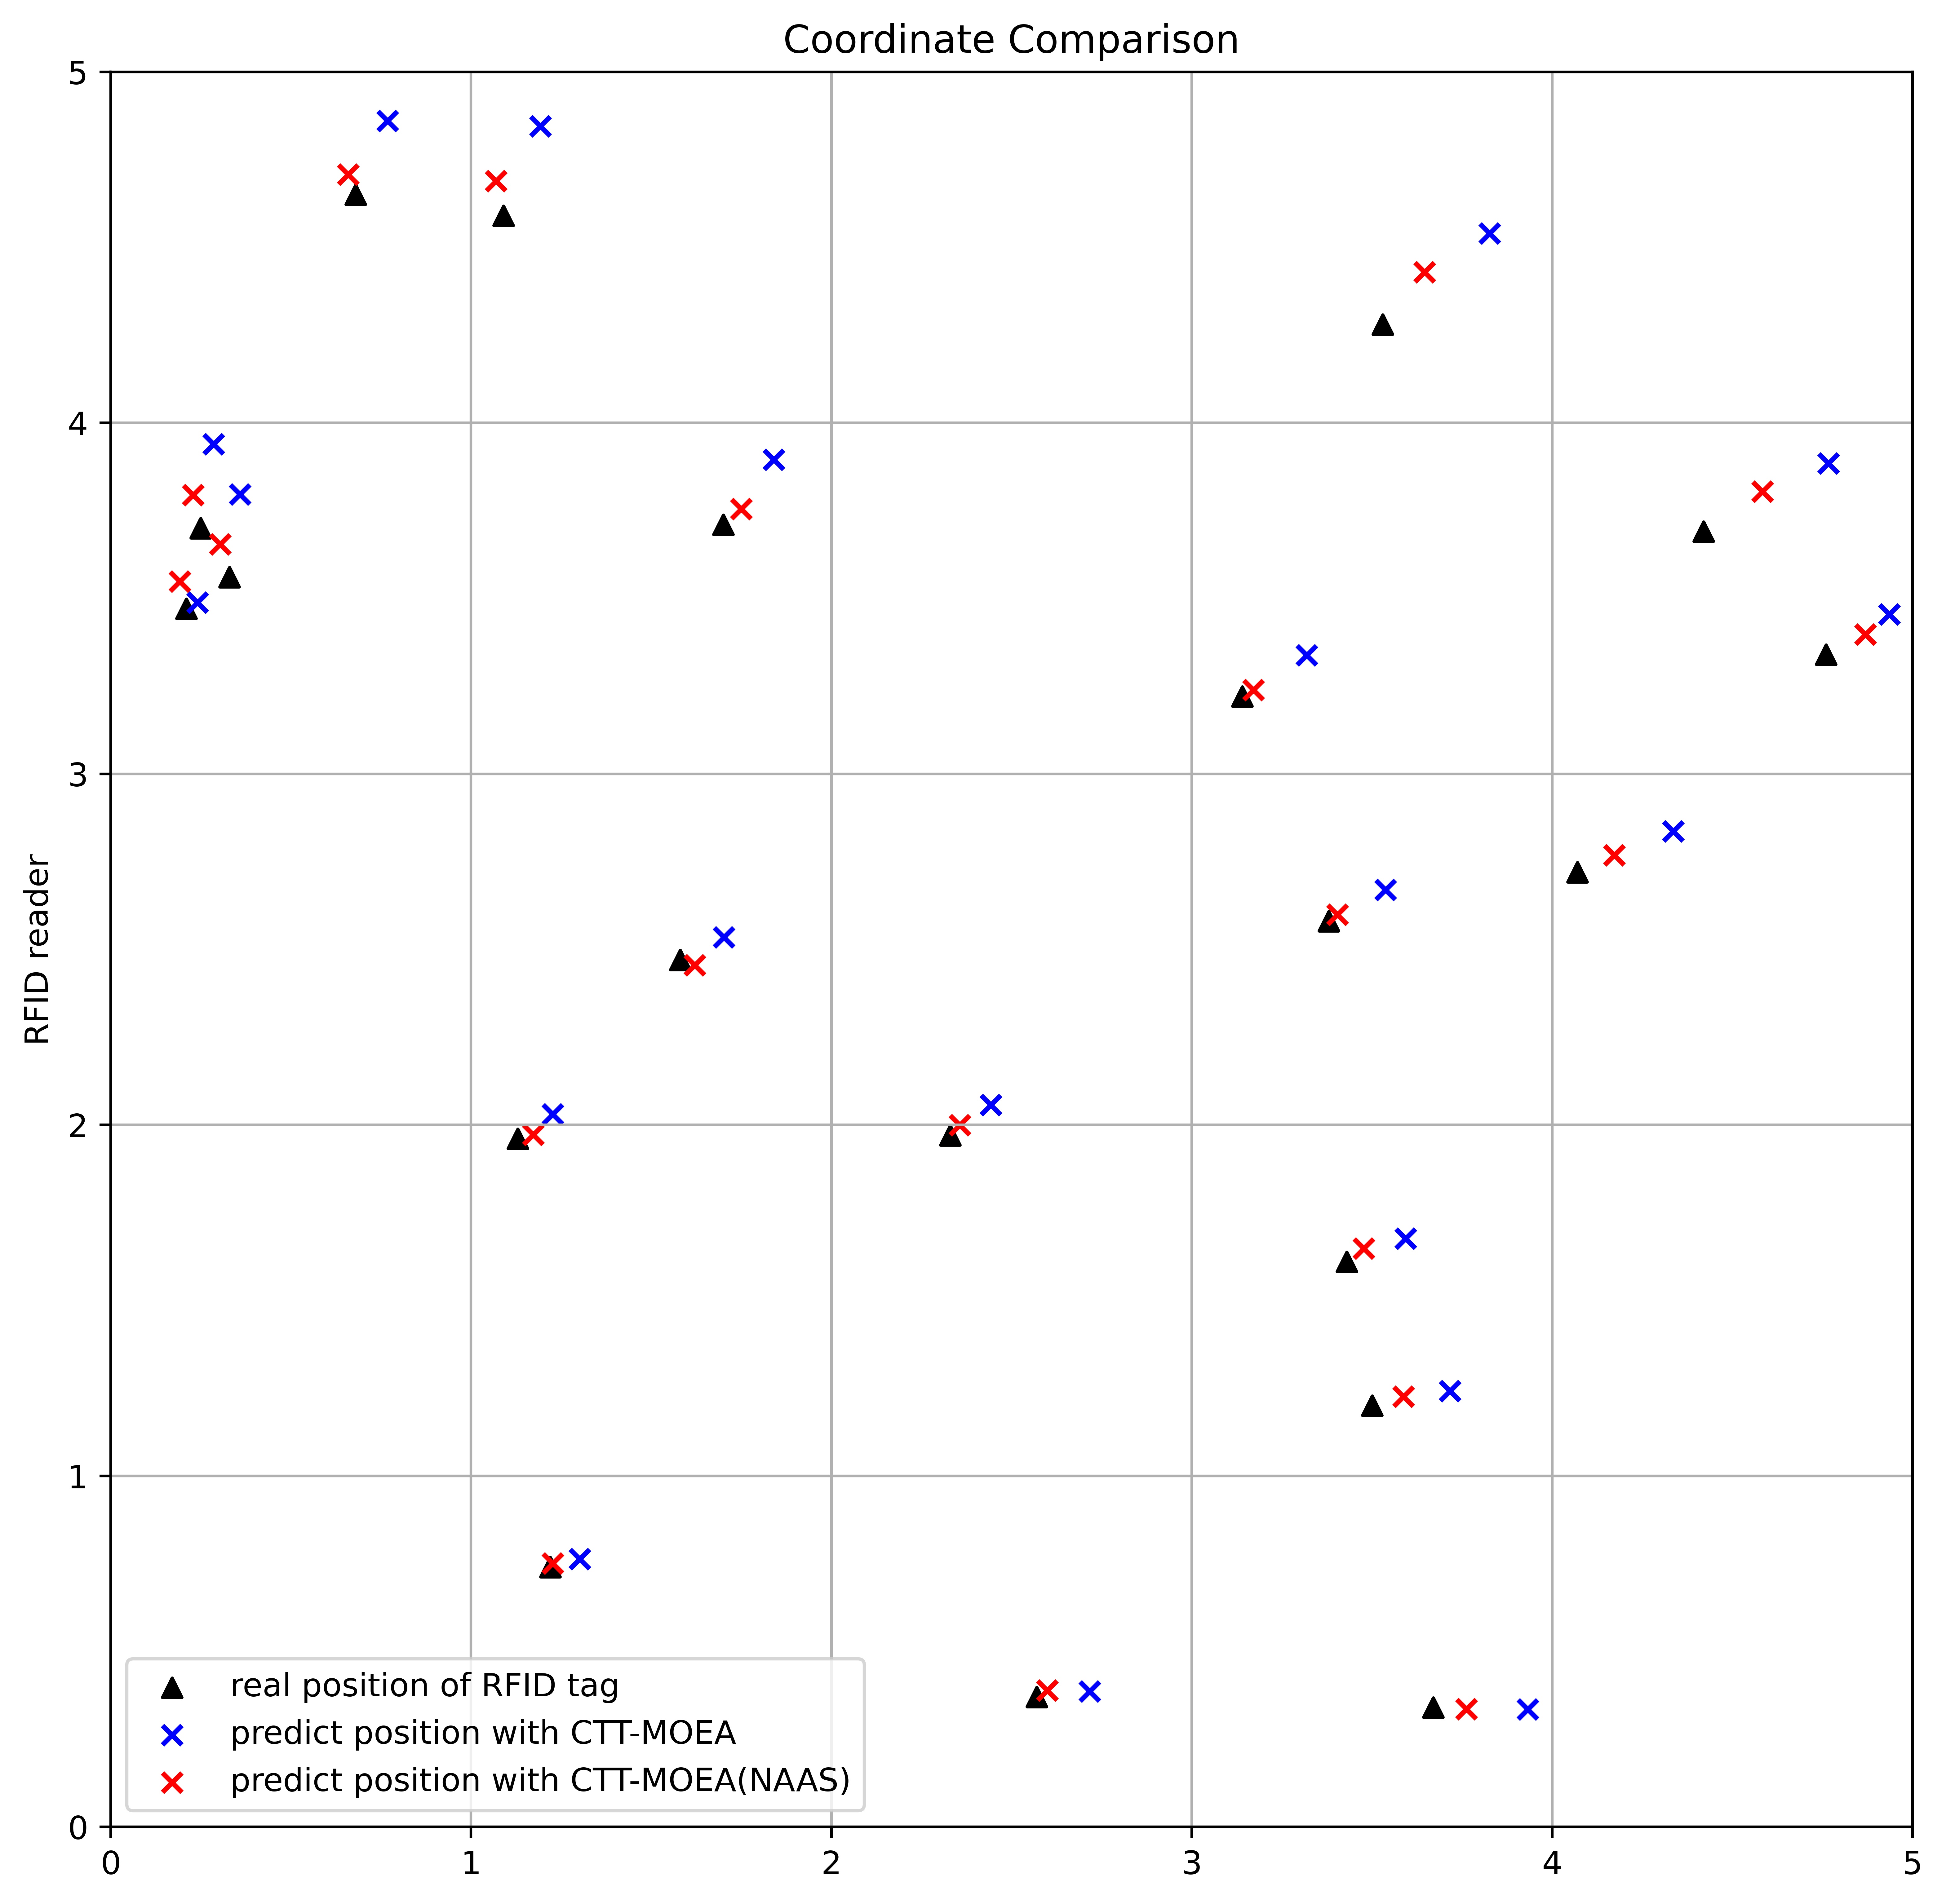 Coordinate Comparison
5
4
3
2
1
0
RFID reader
real position of RFID tag
predict position with CTT-MOEA
predict position with CTT-MOEA(NAAS)
0 1 2 3 4 5